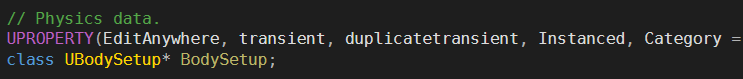 // Physics data.
UPROPERTY(EditAnywhere, transient, duplicatetransient, Instanced, Category =
class UBodySetup* BodySetup;